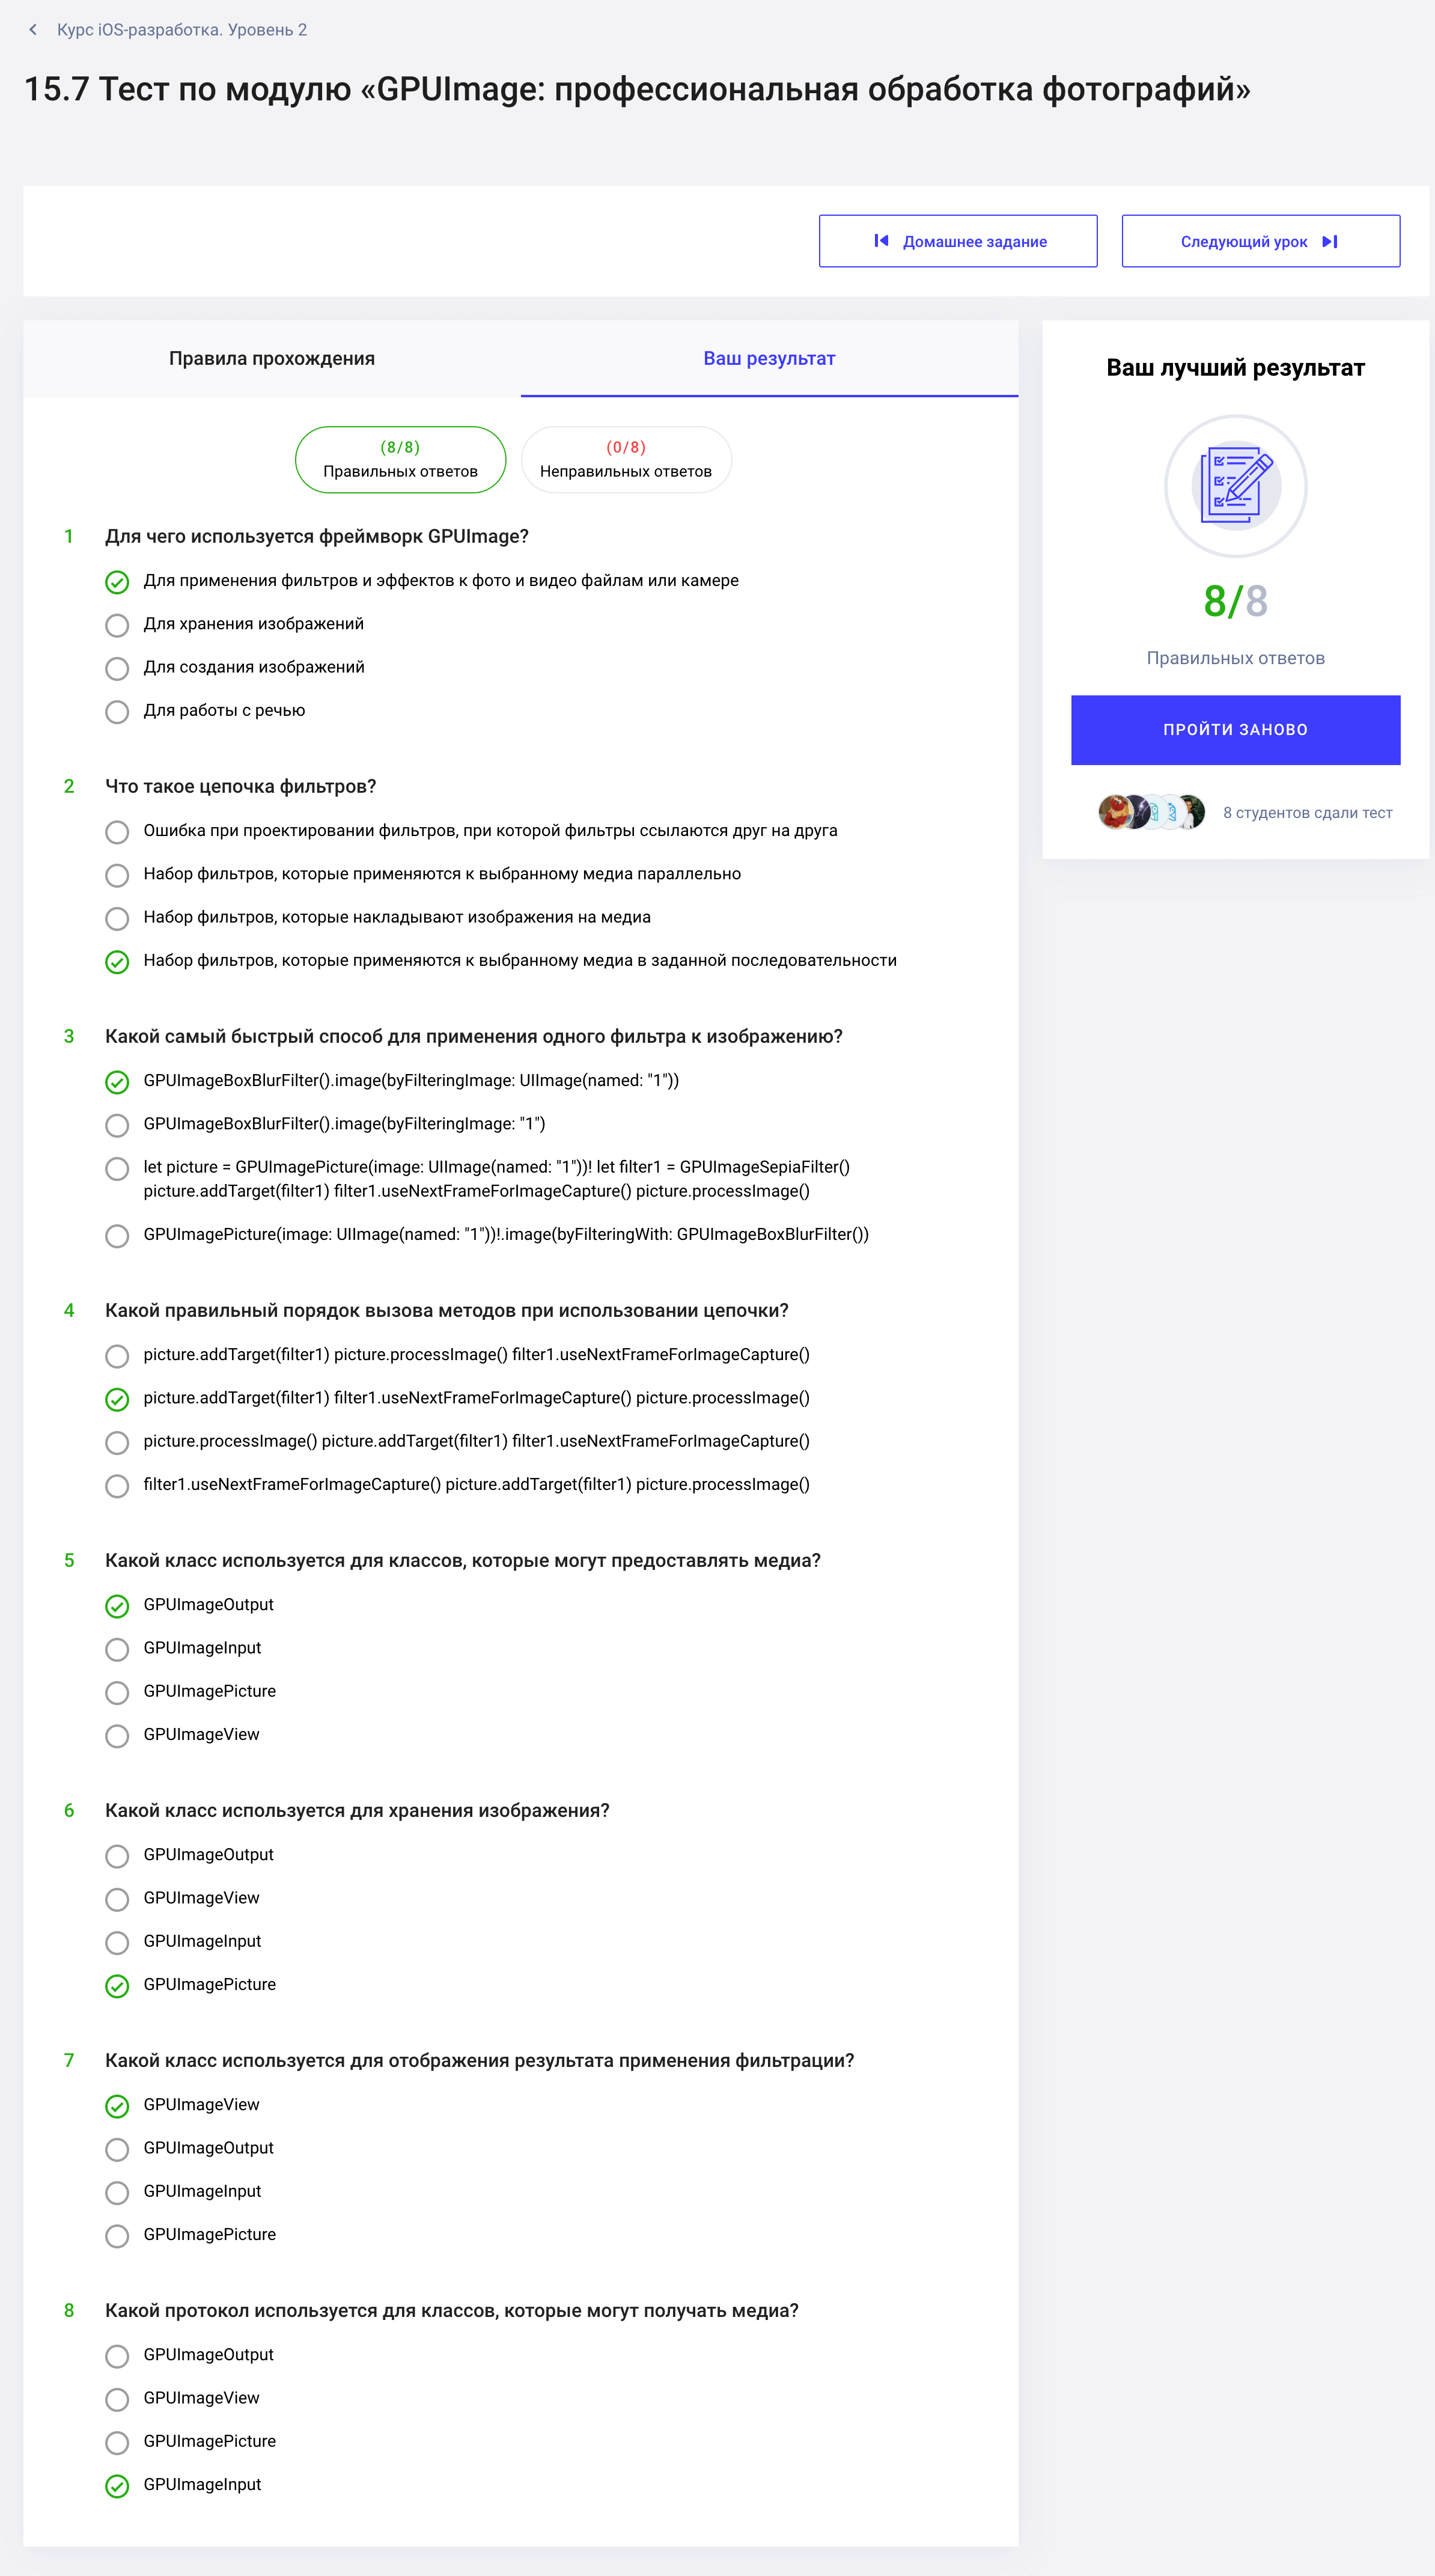 Курс iOS-разработка. Уровень 2
15.7 Тест по модулю «GPUImage: профессиональная обработка фотографий»
Домашнее задание
Следующий урок
Правила прохождения
Ваш результат
(8/8)
Правильных ответов
(0/8)
Неправильных ответов
1 Для чего используется фреймворк GPUImage?
Для применения фильтров и эффектов к фото и видео файлам или камере
Для хранения изображений
Для создания изображений
Для работы с речью
2 Что такое цепочка фильтров?
Ошибка при проектировании фильтров, при которой фильтры ссылаются друг на друга
Набор фильтров, которые применяются к выбранному медиа параллельно
Набор фильтров, которые накладывают изображения на медиа
Набор фильтров, которые применяются к выбранному медиа в заданной последовательности
3 Какой самый быстрый способ для применения одного фильтра к изображению?
GPUImageBoxBlurFilter().image(byFilteringImage: UIImage(named: "1"))
GPUImageBoxBlurFilter().image(byFilteringImage: "1")
let picture = GPUImagePicture(image: UIImage(named: "1"))! let filter1 = GPUImageSepiaFilter()
picture.addTarget(filter1) filter1.useNextFrameForImageCapture() picture.processImage()
GPUImagePicture(image: UIImage(named: "1"))!.image(byFilteringWith: GPUImageBoxBlurFilter())
4 Какой правильный порядок вызова методов при использовании цепочки?
picture.addTarget(filter1) picture.processImage() filter1.useNextFrameForImageCapture()
picture.addTarget(filter1) filter1.useNextFrameForImageCapture() picture.processImage()
picture.processImage() picture.addTarget(filter1) filter1.useNextFrameForImageCapture()
filter1.useNextFrameForImageCapture() picture.addTarget(filter1) picture.processImage()
5 Какой класс используется для классов, которые могут предоставлять медиа?
GPUImageOutput
GPUImageInput
GPUImagePicture
GPUImageView
6 Какой класс используется для хранения изображения?
GPUImageOutput
GPUImageView
GPUImageInput
GPUImagePicture
7 Какой класс используется для отображения результата применения фильтрации?
GPUImageView
GPUImageOutput
GPUImageInput
GPUImagePicture
8 Какой протокол используется для классов, которые могут получать медиа?
GPUImageOutput
GPUImageView
GPUImagePicture
GPUImageInput
Ваш лучший результат
8/8
Правильных ответов
ПРОЙТИ ЗАНОВО
8 студентов сдали тест